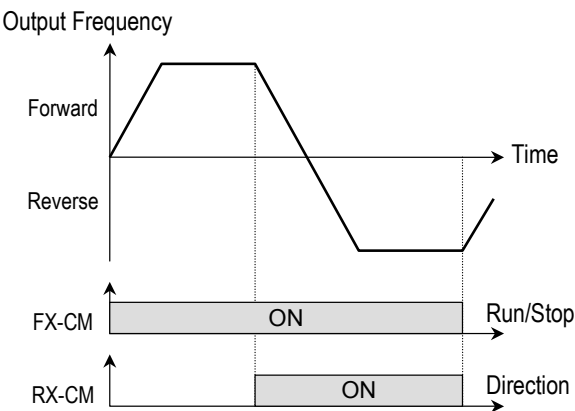 Output Frequency
Forward
Time
Reverse
FX-CM
ON
Run/Stop
RX-CM
ON
Direction